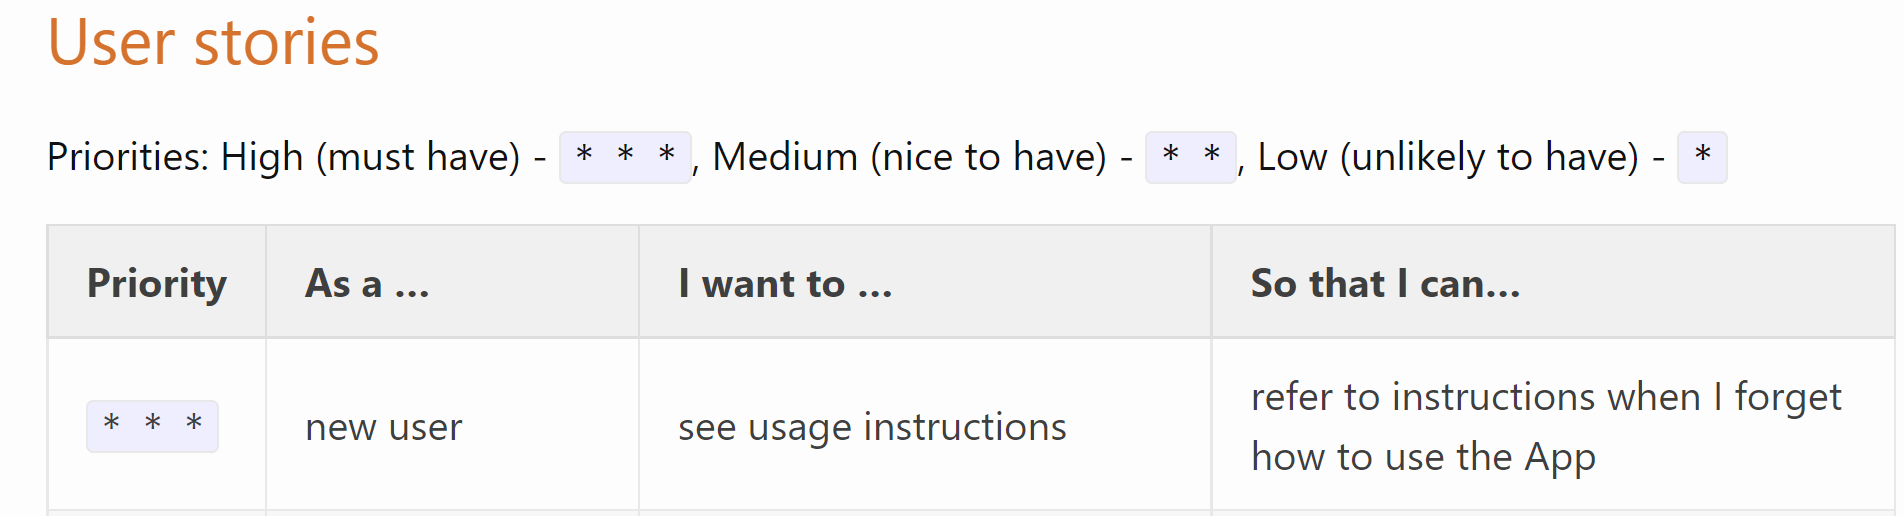 User stories
Priorities: High (must have) - * * *, Medium (nice to have) - * *, Low (unlikely to have) - *
Priority As a … I want to … So that I can…
* * * new user see usage instructions refer to instructions when I forget
how to use the App